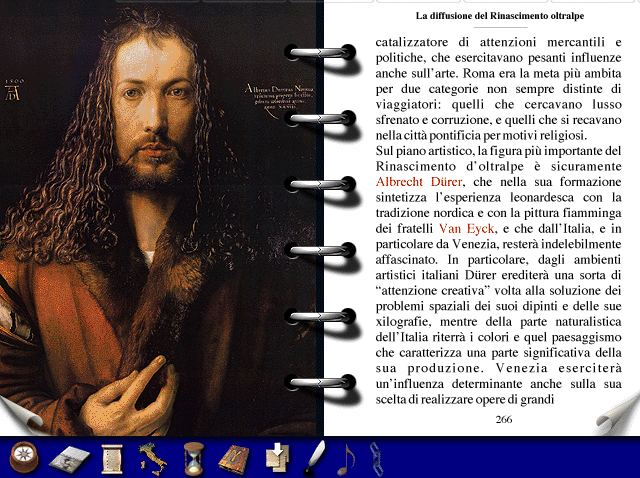 1500
AD
Albertus Durerus Noricus
La diffusione del Rinascimento oltralpe
catalizzatore di attenzioni mercantili e
politiche, che esercitavano pesanti influenze
anche sull'arte. Roma era la meta più ambita
per due categorie non sempre distinte di
viaggiatori: quelli che cercavano lusso
sfrenato e corruzione, e quelli che si recavano
nella città pontificia per motivi religiosi.
Sul piano artistico, la figura più importante del
Rinascimento d'oltralpe è sicuramente
Albrecht Dürer, che nella sua formazione
sintetizza l'esperienza leonardesca con la
tradizione nordica e con la pittura fiamminga
dei fratelli Van Eyck, e che dall'Italia, e in
particolare da Venezia, resterà indelebilmente
affascinato. In particolare, dagli ambienti
artistici italiani Dürer erediterà una sorta di
“attenzione creativa” volta alla soluzione dei
problemi spaziali dei suoi dipinti e delle sue
xilografie, mentre della parte naturalistica
dell'Italia riterrà i colori e quel paesaggismo
che caratterizza una parte significativa della
sua produzione. Venezia eserciterà
un'influenza determinante anche sulla sua
scelta di realizzare opere di grandi
266